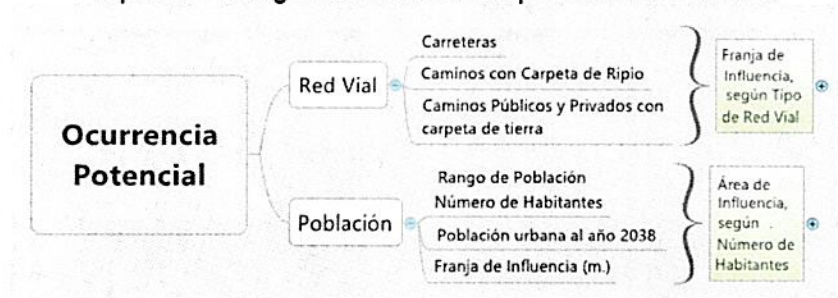 Ocurrencia
Potencial
Red Vial
Carreteras
Caminos con Carpeta de Ripio
Caminos Públicos y Privados con
carpeta de tierra
Franja de
Influencia,
según Tipo
de Red Vial
Población
Rango de Población
Número de Habitantes
Población urbana al año 2038
Franja de Influencia (m.)
Área de
Influencia,
según .
Número de
Habitantes